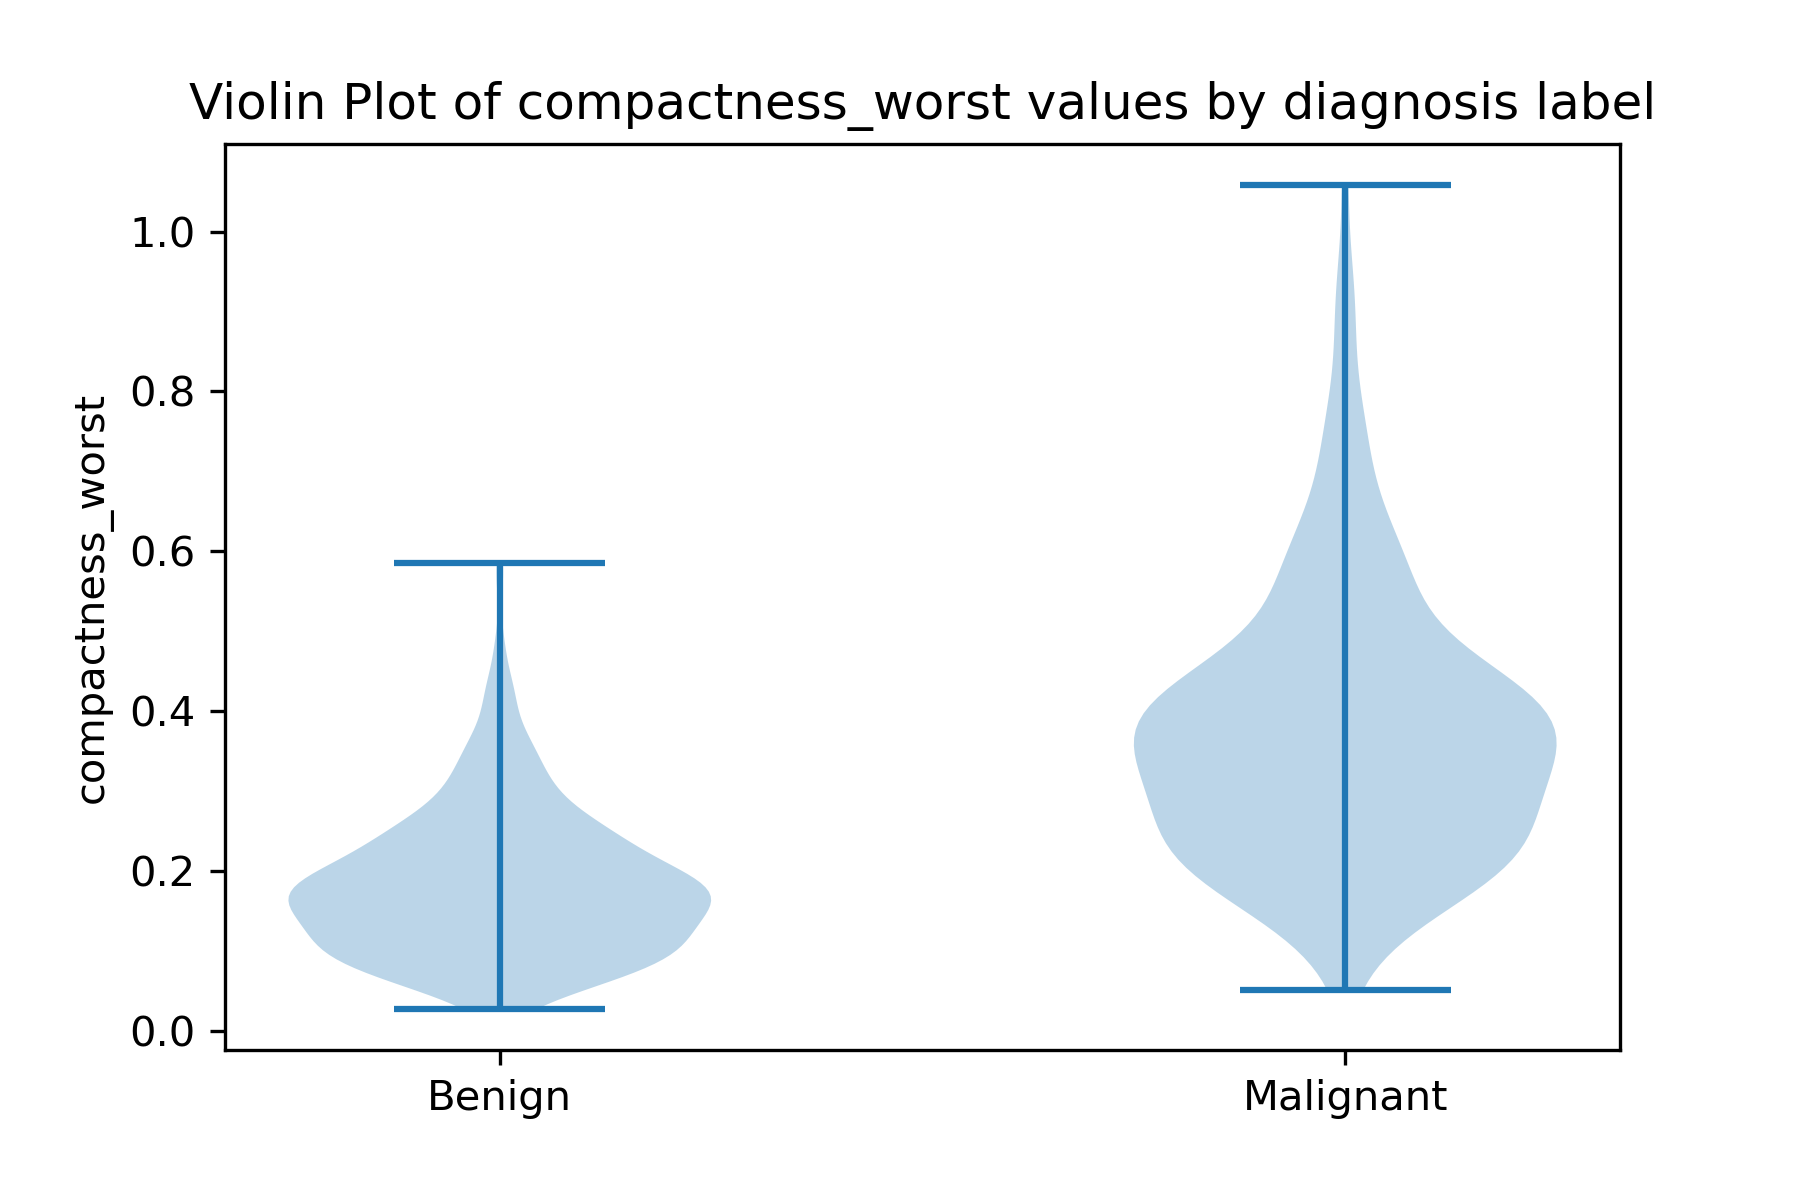 Violin Plot of compactness_worst values by diagnosis label
compactness_worst
1.0
0.8
0.6
0.4
0.2
0.0
Benign
Malignant